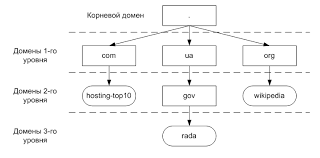 Корневой домен
.
Домены 1-го
уровня
com
ua
org
Домены 2-го
уровня
hosting-top10
gov
wikipedia
Домены 3-го
уровня
rada